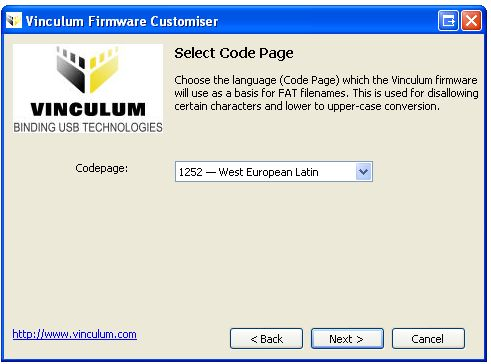 Vinculum Firmware Customiser
VINCULUM
BINDING USB TECHNOLOGIES
Select Code Page
Choose the language (Code Page) which the Vinculum firmware
will use as a basis for FAT filenames. This is used for disallowing
certain characters and lower to upper-case conversion.
Codepage:
1252 — West European Latin
http://www.vinculum.com
< Back
Next >
Cancel